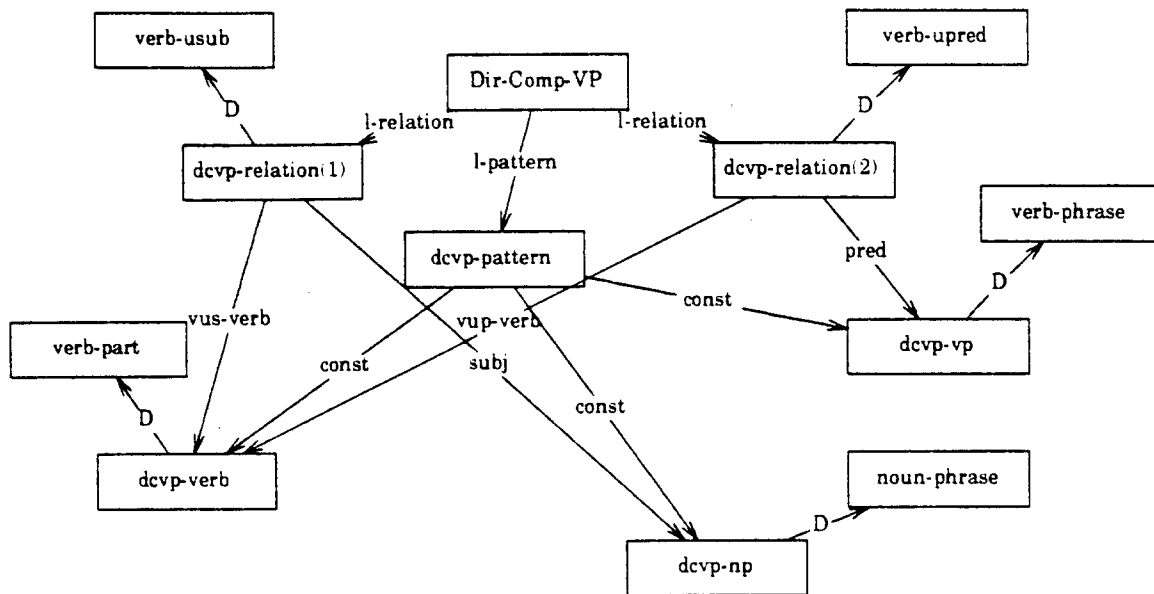 verb-usub
verb-upred
Dir-Comp-VP
D
D
l-relation
l-relation
dcvp-relation(1)
l-pattern
dcvp-relation(2)
verb-phrase
dcvp-pattern
pred
D
const
vus-verb
vup-verb
verb-part
dcvp-vp
const
subj
D
const
dcvp-verb
noun-phrase
D
dcvp-np